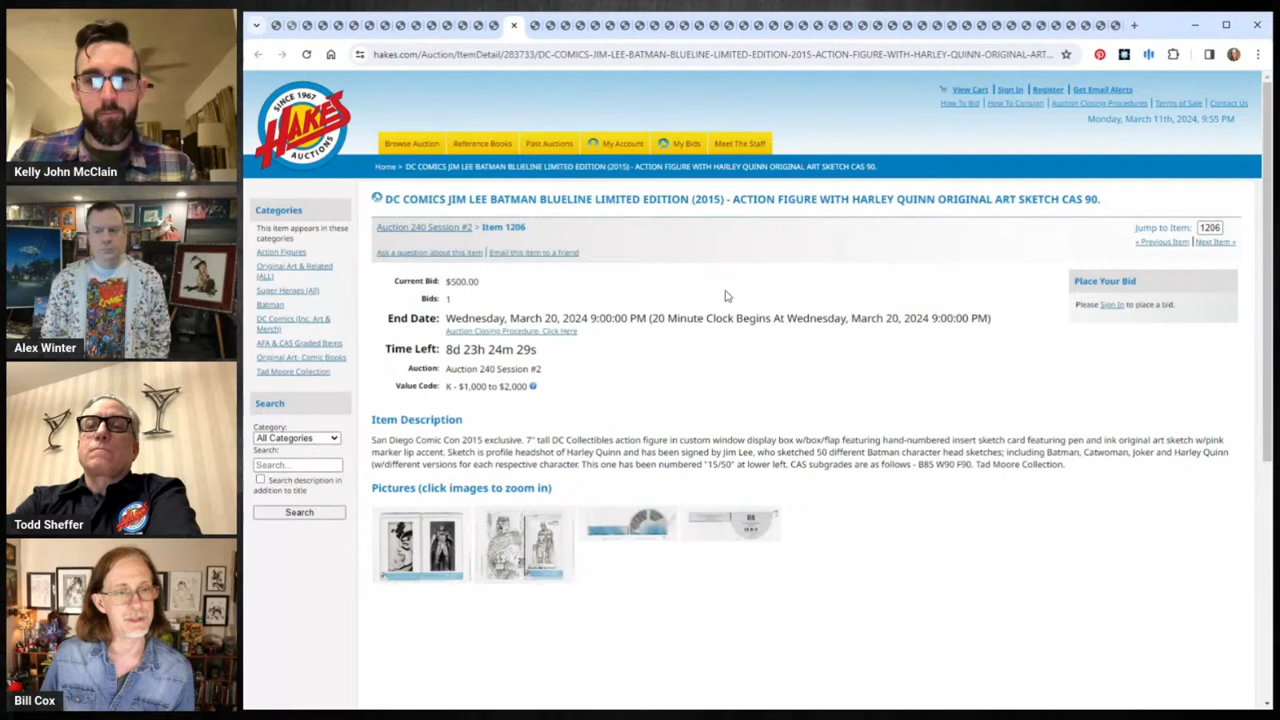 Kelly John McClain
Alex Winter
Todd Sheffer
Bill Cox
hakes.com/Auction/ItemDetail/283733/DC-COMICS-JIM-LEE-BATMAN-BLUELINE-LIMITED-EDITION-2015-ACTION-FIGURE-WITH-HARLEY-QUINN-ORIGINAL-ART...
SINCE 1967
HAKES
AUCTIONS
View Cart | Sign In | Register | Get Email Alerts
How To Bid | How To Consign | Auction Closing Procedures | Terms of Sale | Contact Us
Monday, March 11th, 2024, 9:55 PM
Browse Auction Reference Books Past Auctions My Account My Bids Meet The Staff
Home > DC COMICS JIM LEE BATMAN BLUELINE LIMITED EDITION (2015) - ACTION FIGURE WITH HARLEY QUINN ORIGINAL ART SKETCH CAS 90.
Categories
This item appears in these
categories
Action Figures
Original Art & Related
(ALL)
Super Heroes (All)
Batman
DC Comics (Inc. Art &
Merch)
AFA & CAS Graded Items
Original Art: Comic Books
Tad Moore Collection
Search
Category:
All Categories
Search:
Search...
Search description in
addition to title
Search
DC COMICS JIM LEE BATMAN BLUELINE LIMITED EDITION (2015) - ACTION FIGURE WITH HARLEY QUINN ORIGINAL ART SKETCH CAS 90.
Auction 240 Session #2 > Item 1206
Jump to Item: 1206
« Previous Item | Next Item »
Ask a question about this item | Email this item to a friend
Current Bid: $500.00
Bids: 1
End Date: Wednesday, March 20, 2024 9:00:00 PM (20 Minute Clock Begins At Wednesday, March 20, 2024 9:00:00 PM)
Auction Closing Procedure- Click Here
Time Left: 8d 23h 24m 29s
Auction: Auction 240 Session #2
Value Code: K - $1,000 to $2,000
Place Your Bid
Please Sign In to place a bid.
Item Description
San Diego Comic Con 2015 exclusive. 7" tall DC Collectibles action figure in custom window display box w/box/flap featuring hand-numbered insert sketch card featuring pen and ink original art sketch w/pink
marker lip accent. Sketch is profile headshot of Harley Quinn and has been signed by Jim Lee, who sketched 50 different Batman character head sketches; including Batman, Catwoman, Joker and Harley Quinn
(w/different versions for each respective character. This one has been numbered "15/50" at lower left. CAS subgrades are as follows - B85 W90 F90. Tad Moore Collection.
Pictures (click images to zoom in)